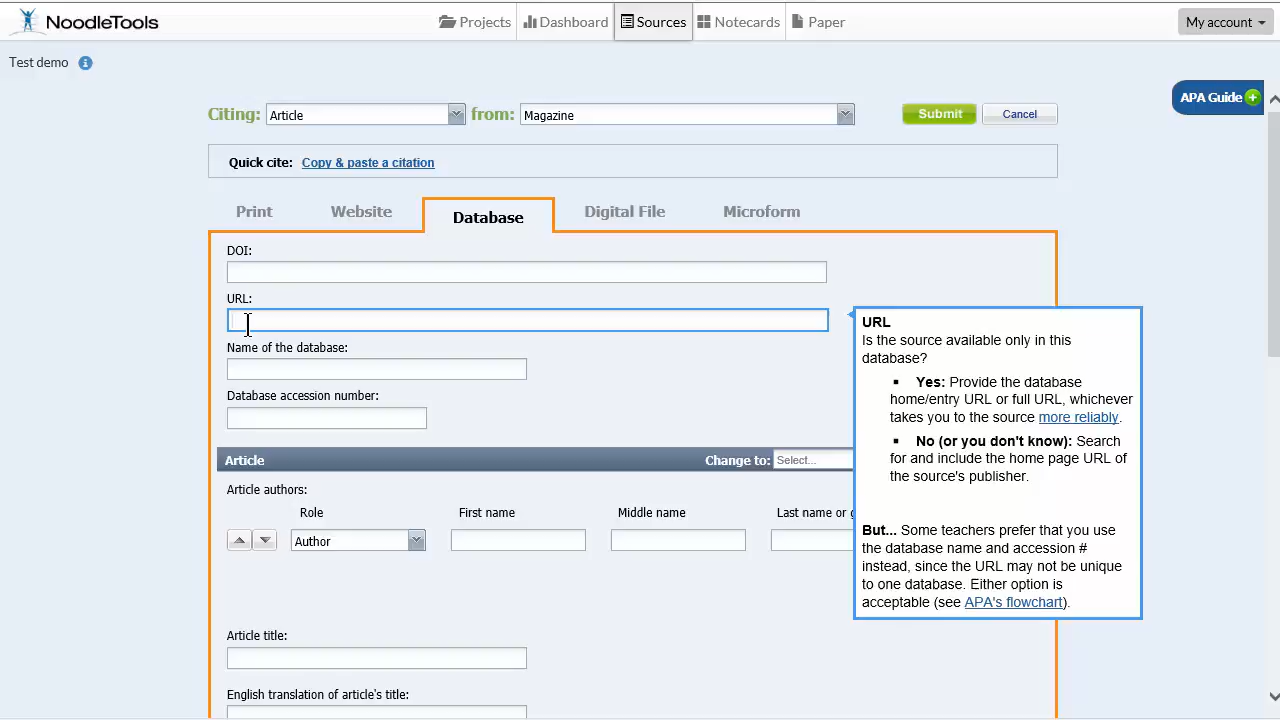 NoodleTools
Projects
Dashboard
Sources
Notecards
Paper
My account
Test demo
Citing: Article from: Magazine
Submit
Cancel
APA Guide
Quick cite: Copy & paste a citation
Print
Website
Database
Digital File
Microform
DOI:
URL:
Name of the database:
Database accession number:
Article
Change to: Select...
Article authors:
Role
First name
Middle name
Last name or g
Author
Article title:
English translation of article's title:
URL
Is the source available only in this
database?
Yes: Provide the database
home/entry URL or full URL, whichever
takes you to the source more reliably.
No (or you don't know): Search
for and include the home page URL of
the source's publisher.
But... Some teachers prefer that you use
the database name and accession #
instead, since the URL may not be unique
to one database. Either option is
acceptable (see APA's flowchart).